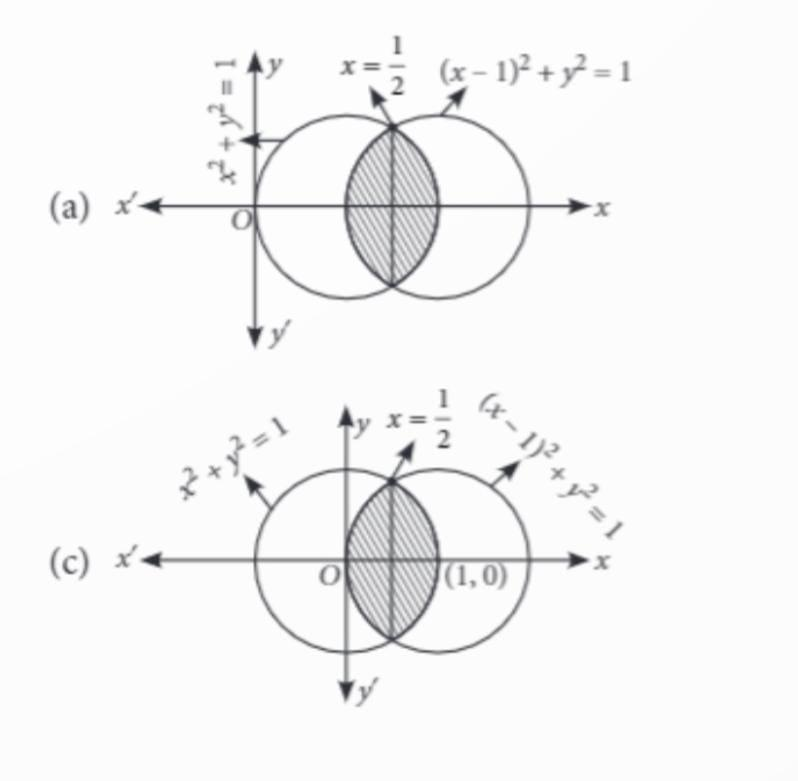 x² + y² = 1
y
x = 1/2
(x – 1)² + y² = 1
(a)
x′
O
x
y′
x² + y² = 1
y
x = 1/2
(x – 1)² + y² = 1
(c)
x′
O
(1, 0)
x
y′